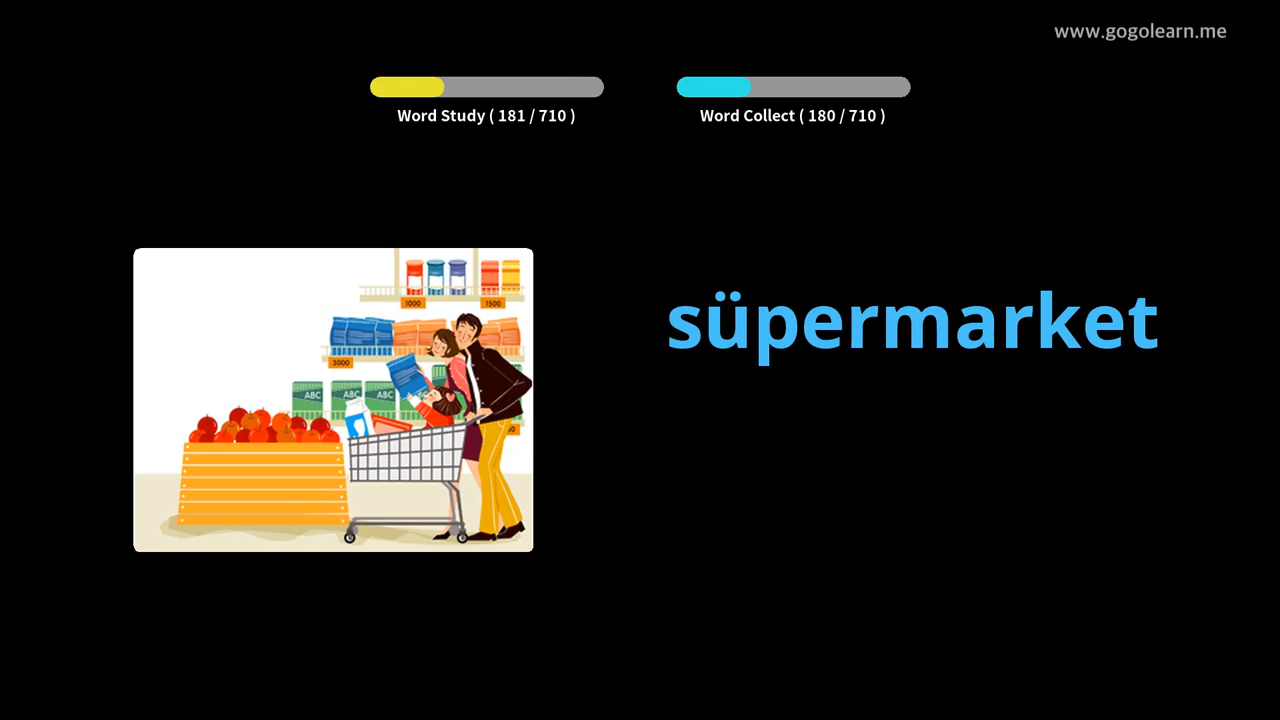 www.gogolearn.me
Word Study ( 181 / 710 )
Word Collect ( 180 / 710 )
süpermarket
1000
1500
3000
ABC
ABC
ABC